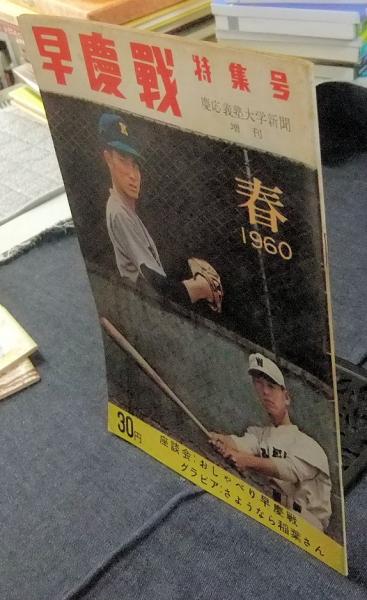 早慶戰 特集号
慶応義塾大学新聞
増刊
春
1960
K
W
30円
座談会:おしゃべり早慶戦
グラビア:さようなら稲葉さん